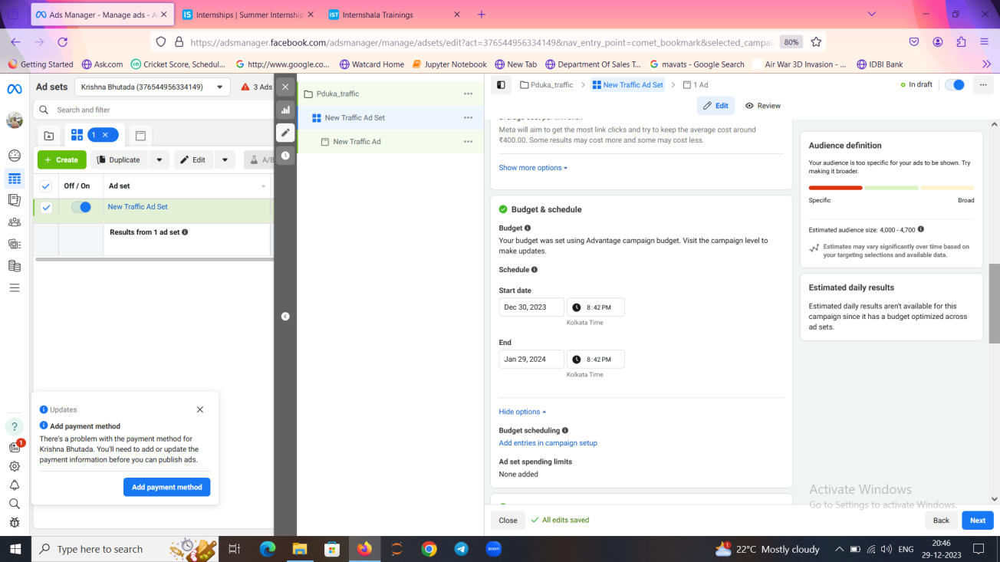 Ads Manager - Manage ads - A
Internships | Summer Internship
IS
Internshala Trainings
IST
https://adsmanager.facebook.com/adsmanager/manage/adsets/edit?act=376544956334149&nav_entry_point=comet_bookmark&selected_campai
80%
Getting Started
Ask.com
Cricket Score, Schedul...
http://www.google.co...
Watcard Home
Jupyter Notebook
New Tab
Department Of Sales T...
mavats - Google Search
Air War 3D Invasion - ...
IDBI Bank
Ad sets
Krishna Bhutada (376544956334149)
3 Ads
Search and filter
1
Create
Duplicate
Edit
A/B
Off / On
Ad set
New Traffic Ad Set
Results from 1 ad set
Updates
Add payment method
There's a problem with the payment method for
Krishna Bhutada. You'll need to add or update the
payment information before you can publish ads.
Add payment method
1
Pduka_traffic
New Traffic Ad Set
New Traffic Ad
Pduka_traffic
New Traffic Ad Set
1 Ad
In draft
Edit
Review
Meta will aim to get the most link clicks and try to keep the average cost around
₹400.00. Some results may cost more and some may cost less.
Show more options
Budget & schedule
Budget
Your budget was set using Advantage campaign budget. Visit the campaign level to
make updates.
Schedule
Start date
Dec 30, 2023
8:42 PM
Kolkata Time
End
Jan 29, 2024
8:42 PM
Kolkata Time
Hide options
Budget scheduling
Add entries in campaign setup
Ad set spending limits
None added
Close
All edits saved
Back
Next
Audience definition
Your audience is too specific for your ads to be shown. Try
making it broader.
Specific
Broad
Estimated audience size: 4,000 - 4,700
Estimates may vary significantly over time based on
your targeting selections and available data.
Estimated daily results
Estimated daily results aren't available for this
campaign since it has a budget optimized across
ad sets.
Activate Windows
Go to Settings to activate Windows.
Type here to search
zoom
1
22°C Mostly cloudy
ENG
20:46
29-12-2023